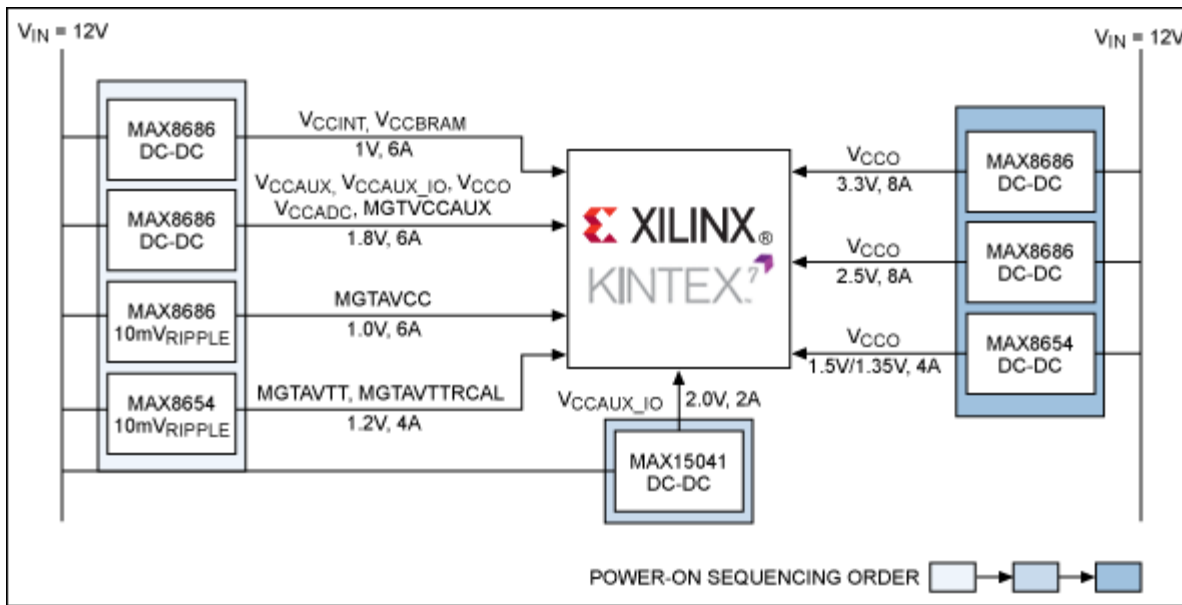 VIN = 12V
VIN = 12V
MAX8686
DC-DC
VCCINT, VCCBRAM
1V, 6A
MAX8686
DC-DC
VCCAUX, VCCAUX_IO, VCCO
VCCADC, MGTVCCAUX
1.8V, 6A
MAX8686
10mVRIPPLE
MGTAVCC
1.0V, 6A
MAX8654
10mVRIPPLE
MGTAVTT, MGTAVTTRCAL
1.2V, 4A
XILINX®
KINTEX™7
VCCO
3.3V, 8A
MAX8686
DC-DC
VCCO
2.5V, 8A
MAX8686
DC-DC
VCCO
1.5V/1.35V, 4A
MAX8654
DC-DC
VCCAUX_IO 2.0V, 2A
MAX15041
DC-DC
POWER-ON SEQUENCING ORDER